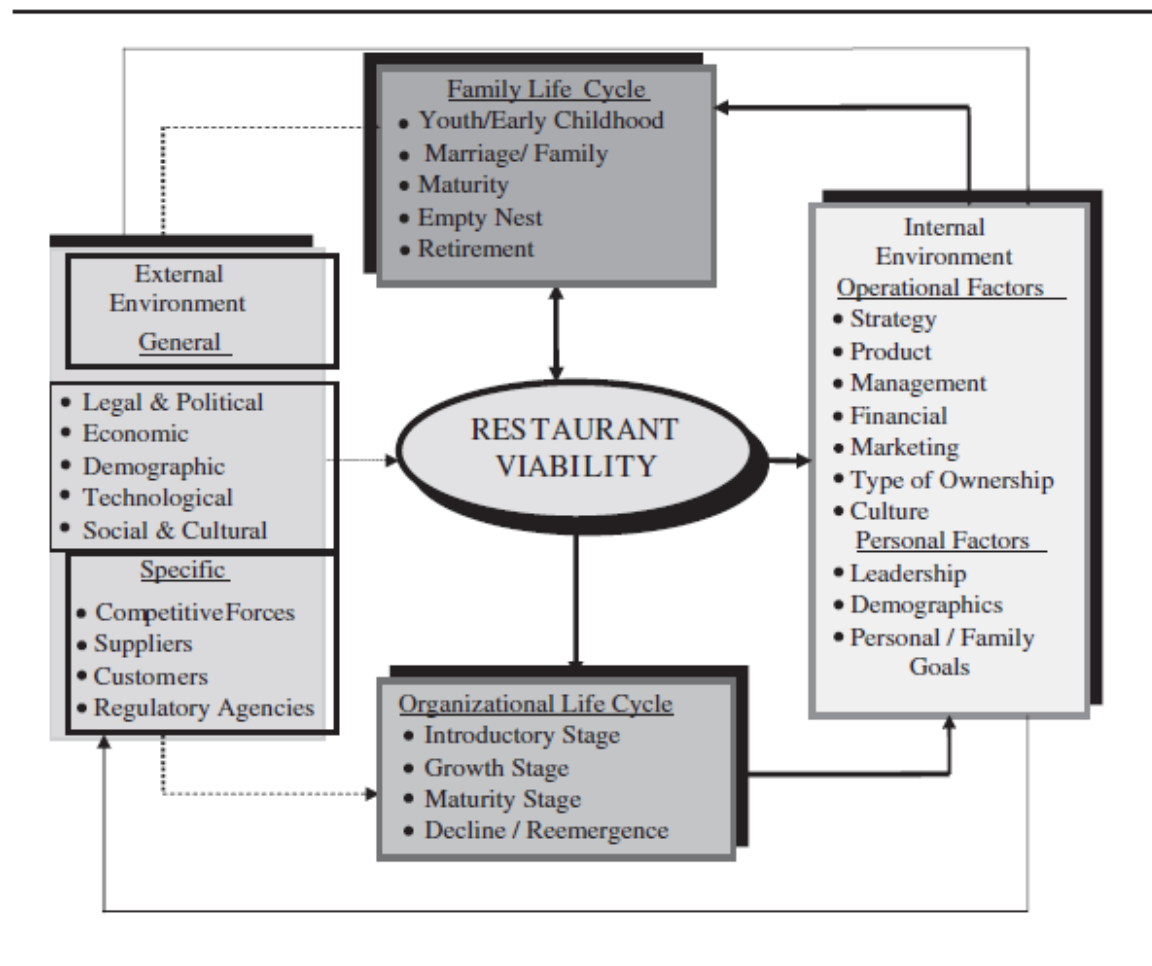 Family Life Cycle
• Youth/Early Childhood
• Marriage/ Family
• Maturity
• Empty Nest
• Retirement
External
Environment
General
• Legal & Political
• Economic
• Demographic
• Technological
• Social & Cultural
Specific
• CompetitiveForces
• Suppliers
• Customers
• Regulatory Agencies
RESTAURANT
VIABILITY
Internal
Environment
Operational Factors
• Strategy
• Product
• Management
• Financial
• Marketing
• Type of Ownership
• Culture
Personal Factors
• Leadership
• Demographics
• Personal / Family
Goals
Organizational Life Cycle
• Introductory Stage
• Growth Stage
• Maturity Stage
• Decline / Reemergence